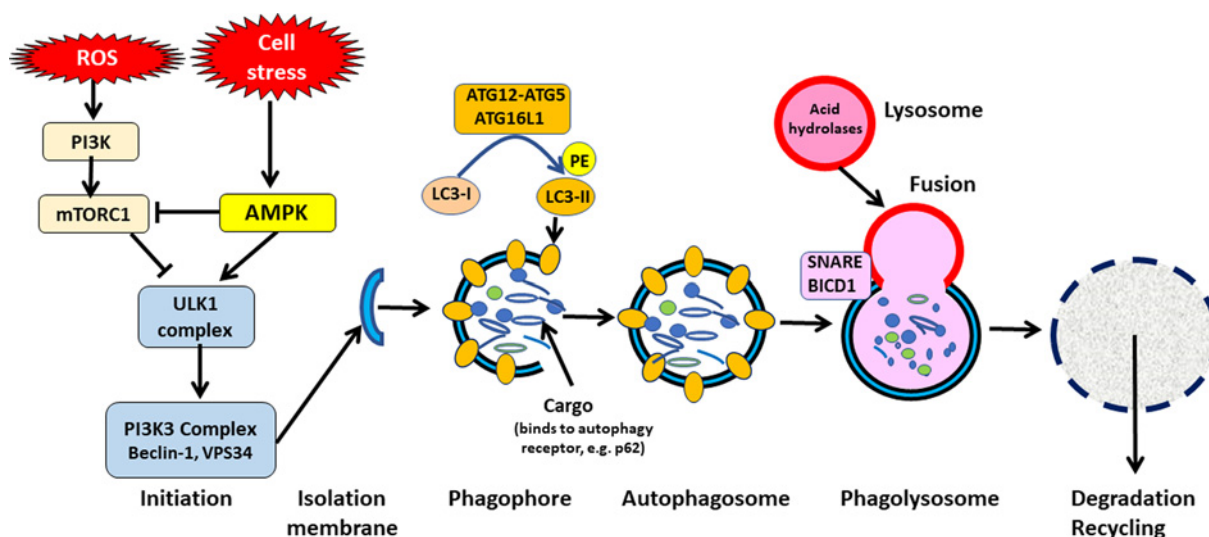 ROS
Cell
stress
PI3K
mTORC1
AMPK
ULK1
complex
PI3K3 Complex
Beclin-1, VPS34
Initiation
Isolation
membrane
ATG12-ATG5
ATG16L1
PE
LC3-I
LC3-II
Cargo
(binds to autophagy
receptor, e.g. p62)
Phagophore
Autophagosome
Acid
hydrolases
Lysosome
Fusion
SNARE
BICD1
Phagolysosome
Degradation
Recycling